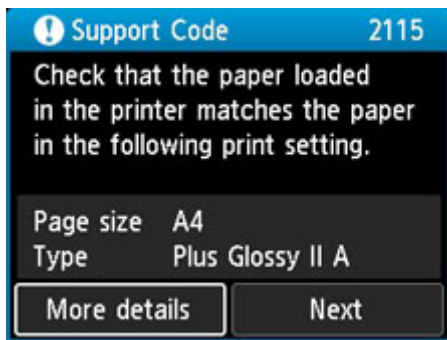 Support Code 2115
Check that the paper loaded
in the printer matches the paper
in the following print setting.
Page size A4
Type Plus Glossy II A
More details Next